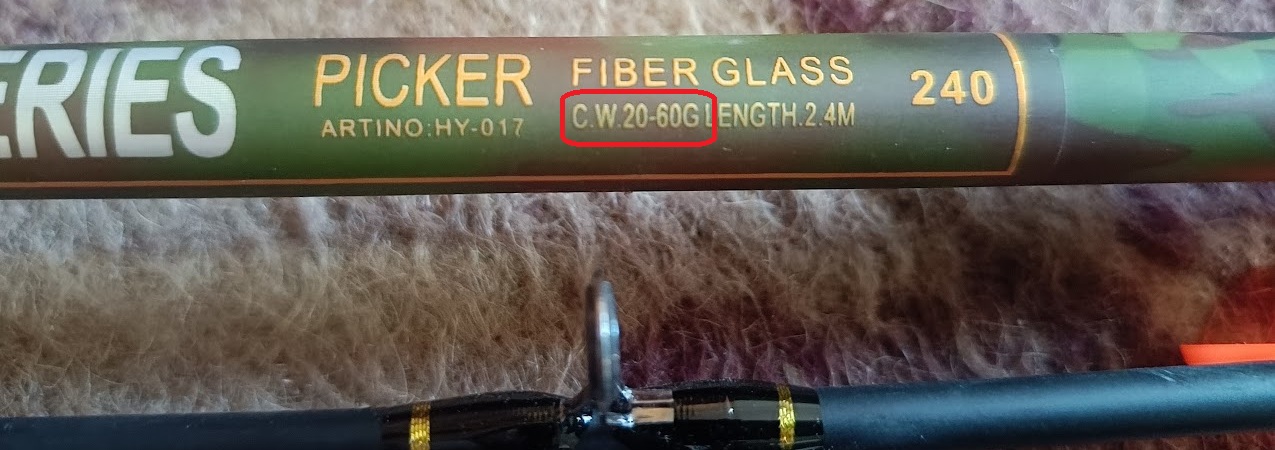 ERIES
PICKER
ARTINO:HY-017
FIBER GLASS
C.W.20-60G LENGTH.2.4M
240